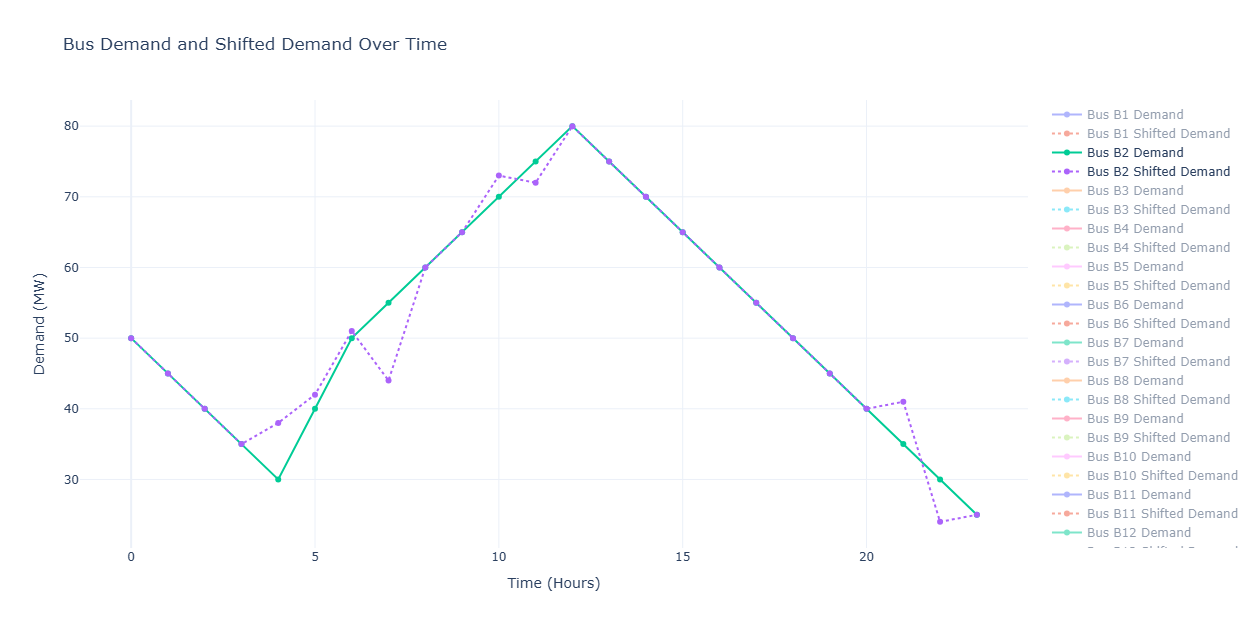 Bus Demand and Shifted Demand Over Time
80
70
60
50
40
30
Demand (MW)
0
5
10
15
20
Time (Hours)
Bus B1 Demand
Bus B1 Shifted Demand
Bus B2 Demand
Bus B2 Shifted Demand
Bus B3 Demand
Bus B3 Shifted Demand
Bus B4 Demand
Bus B4 Shifted Demand
Bus B5 Demand
Bus B5 Shifted Demand
Bus B6 Demand
Bus B6 Shifted Demand
Bus B7 Demand
Bus B7 Shifted Demand
Bus B8 Demand
Bus B8 Shifted Demand
Bus B9 Demand
Bus B9 Shifted Demand
Bus B10 Demand
Bus B10 Shifted Demand
Bus B11 Demand
Bus B11 Shifted Demand
Bus B12 Demand